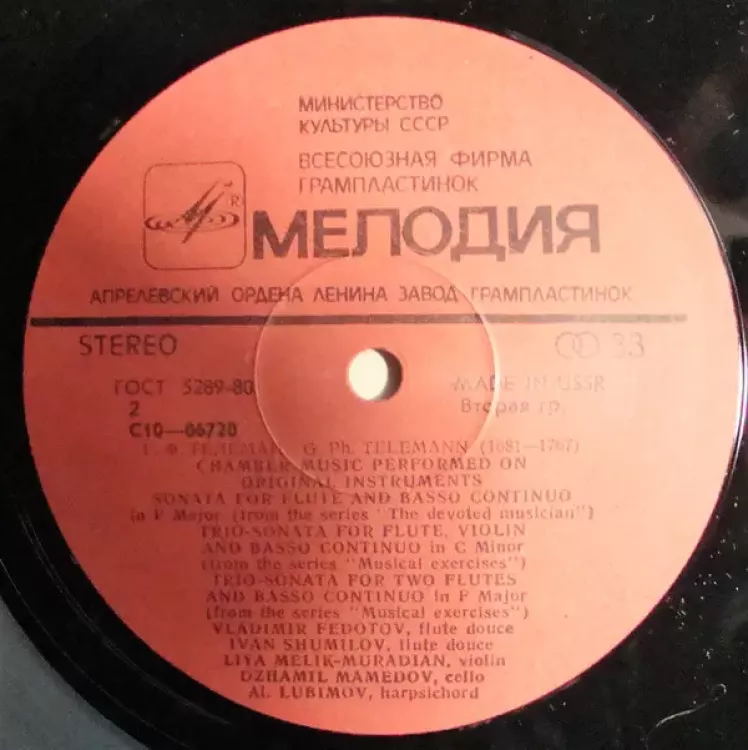 МИНИСТЕРСТВО
КУЛЬТУРЫ СССР
ВСЕСОЮЗНАЯ ФИРМА
ГРАМПЛАСТИНОК
R
МЕЛОДИЯ
АПРЕЛЕВСКИЙ ОРДЕНА ЛЕНИНА ЗАВОД ГРАМПЛАСТИНОК
STEREO 33
ГОСТ 5289-80 MADE IN USSR
2 Вторая гр.
С10—06720
Г. Ф. ТЕЛЕМАН G. Ph. TELEMANN (1681—1767)
CHAMBER MUSIC PERFORMED ON
ORIGINAL INSTRUMENTS
SONATA FOR FLUTE AND BASSO CONTINUO
in F Major (from the series "The devoted musician")
TRIO-SONATA FOR FLUTE, VIOLIN
AND BASSO CONTINUO in C Minor
(from the series "Musical exercises")
TRIO-SONATA FOR TWO FLUTES
AND BASSO CONTINUO in F Major
(from the series "Musical exercises")
VLADIMIR FEDOTOV, flute douce
IVAN SHUMILOV, flute douce
LIYA MELIK-MURADIAN, violin
DZHAMIL MAMEDOV, cello
Al. LUBIMOV, harpsichord